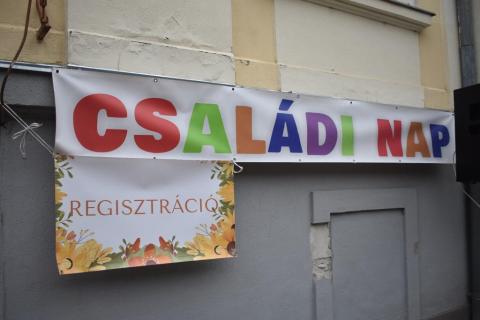 CSALÁDI NAP
REGISZTRÁCIÓ